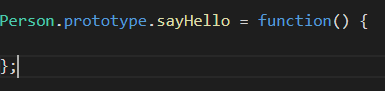 Person.prototype.sayHello = function() {
};